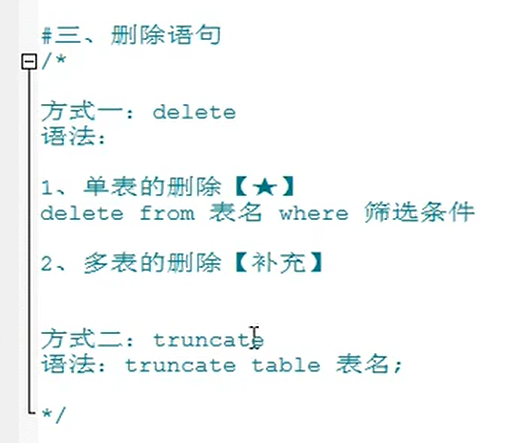 #三、删除语句
/*
方式一：delete
语法：
1、单表的删除【★】
delete from 表名 where 筛选条件
2、多表的删除【补充】
方式二：truncate
语法：truncate table 表名;
*/